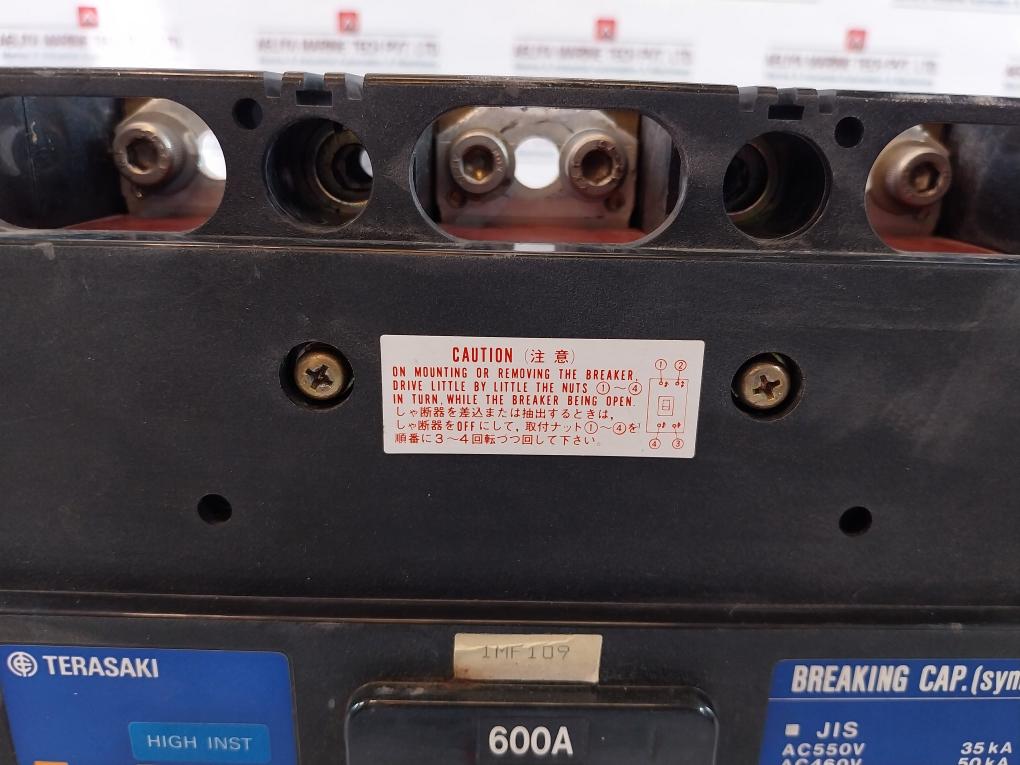 CAUTION (注意)
ON MOUNTING OR REMOVING THE BREAKER,
DRIVE LITTLE BY LITTLE THE NUTS ①~④
IN TURN, WHILE THE BREAKER BEING OPEN.
しゃ断器を差込または抽出するときは,
しゃ断器をOFFにして,取付ナット①~④を
順番に3~4回転づつ回して下さい。
① ②
④ ③
1MF109
TERASAKI
HIGH INST
600A
BREAKING CAP.(sym
JIS
AC550V 35kA
AC460V 50kA